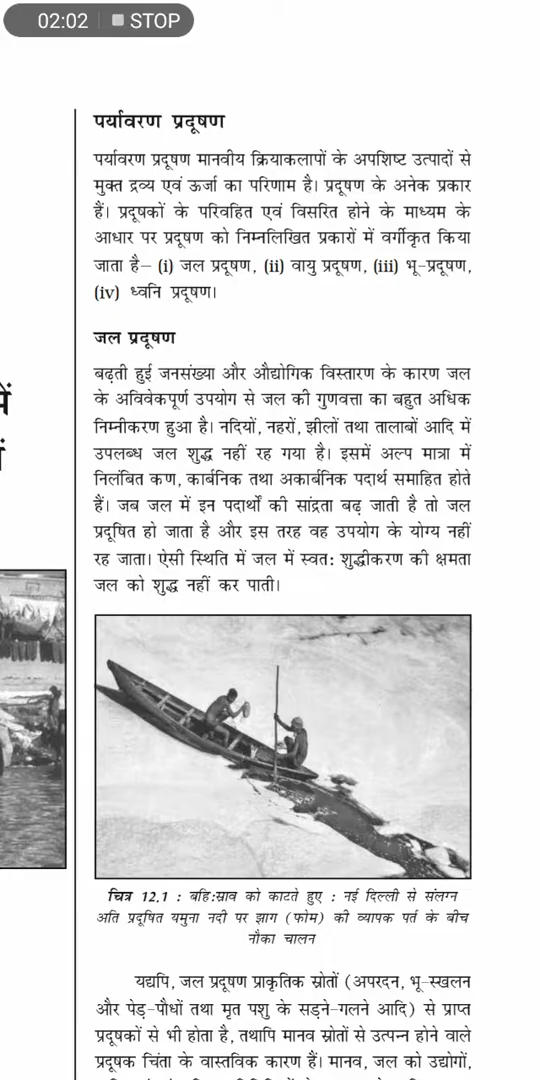 02:02 STOP
पर्यावरण प्रदूषण
पर्यावरण प्रदूषण मानवीय क्रियाकलापों के अपशिष्ट उत्पादों से
मुक्त द्रव्य एवं ऊर्जा का परिणाम है। प्रदूषण के अनेक प्रकार
हैं। प्रदूषकों के परिवहित एवं विसरित होने के माध्यम के
आधार पर प्रदूषण को निम्नलिखित प्रकारों में वर्गीकृत किया
जाता है– (i) जल प्रदूषण, (ii) वायु प्रदूषण, (iii) भू-प्रदूषण,
(iv) ध्वनि प्रदूषण।
जल प्रदूषण
बढ़ती हुई जनसंख्या और औद्योगिक विस्तारण के कारण जल
के अविवेकपूर्ण उपयोग से जल की गुणवत्ता का बहुत अधिक
निम्नीकरण हुआ है। नदियों, नहरों, झीलों तथा तालाबों आदि में
उपलब्ध जल शुद्ध नहीं रह गया है। इसमें अल्प मात्रा में
निलंबित कण, कार्बनिक तथा अकार्बनिक पदार्थ समाहित होते
हैं। जब जल में इन पदार्थों की सांद्रता बढ़ जाती है तो जल
प्रदूषित हो जाता है और इस तरह वह उपयोग के योग्य नहीं
रह जाता। ऐसी स्थिति में जल में स्वत: शुद्धीकरण की क्षमता
जल को शुद्ध नहीं कर पाती।
चित्र 12.1 : बहि:स्राव को काटते हुए : नई दिल्ली से संलग्न
अति प्रदूषित यमुना नदी पर झाग (फोम) की व्यापक पर्त के बीच
नौका चालन
यद्यपि, जल प्रदूषण प्राकृतिक स्रोतों (अपरदन, भू-स्खलन
और पेड़-पौधों तथा मृत पशु के सड़ने-गलने आदि) से प्राप्त
प्रदूषकों से भी होता है, तथापि मानव स्रोतों से उत्पन्न होने वाले
प्रदूषक चिंता के वास्तविक कारण हैं। मानव, जल को उद्योगों,